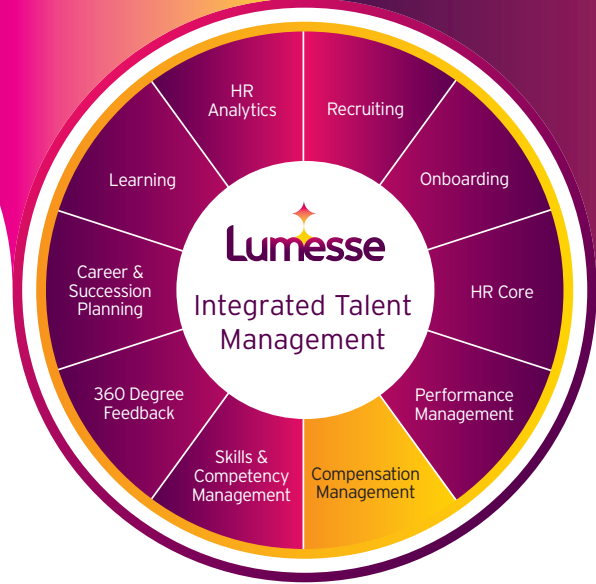 Lumesse
Integrated Talent
Management
Recruiting
Onboarding
HR Core
Performance
Management
Compensation
Management
Skills &
Competency
Management
360 Degree
Feedback
Career &
Succession
Planning
Learning
HR
Analytics